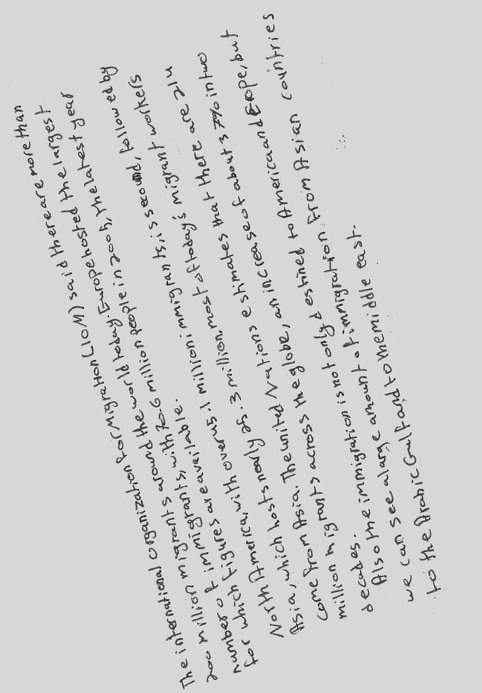 The international organization for Migration (IOM) said there are more than
200 million migrants around the world today. Europe hosted the largest
number of immigrants, with 70.6 million people in 2005, the latest year
for which figures are available.
North America, with over 45.1 million immigrants, is second, followed by
Asia, which hosts nearly 25.3 million, most of today's migrant workers
come from Asia. The united Nations estimates that there are 214
million migrants across the globe, an increase of about 37% in two
decades.
Also the immigration is not only destined to America and Europe, but
we can see a large amount of immigration from Asian countries
to the Arabic Gulf and to the middle east.